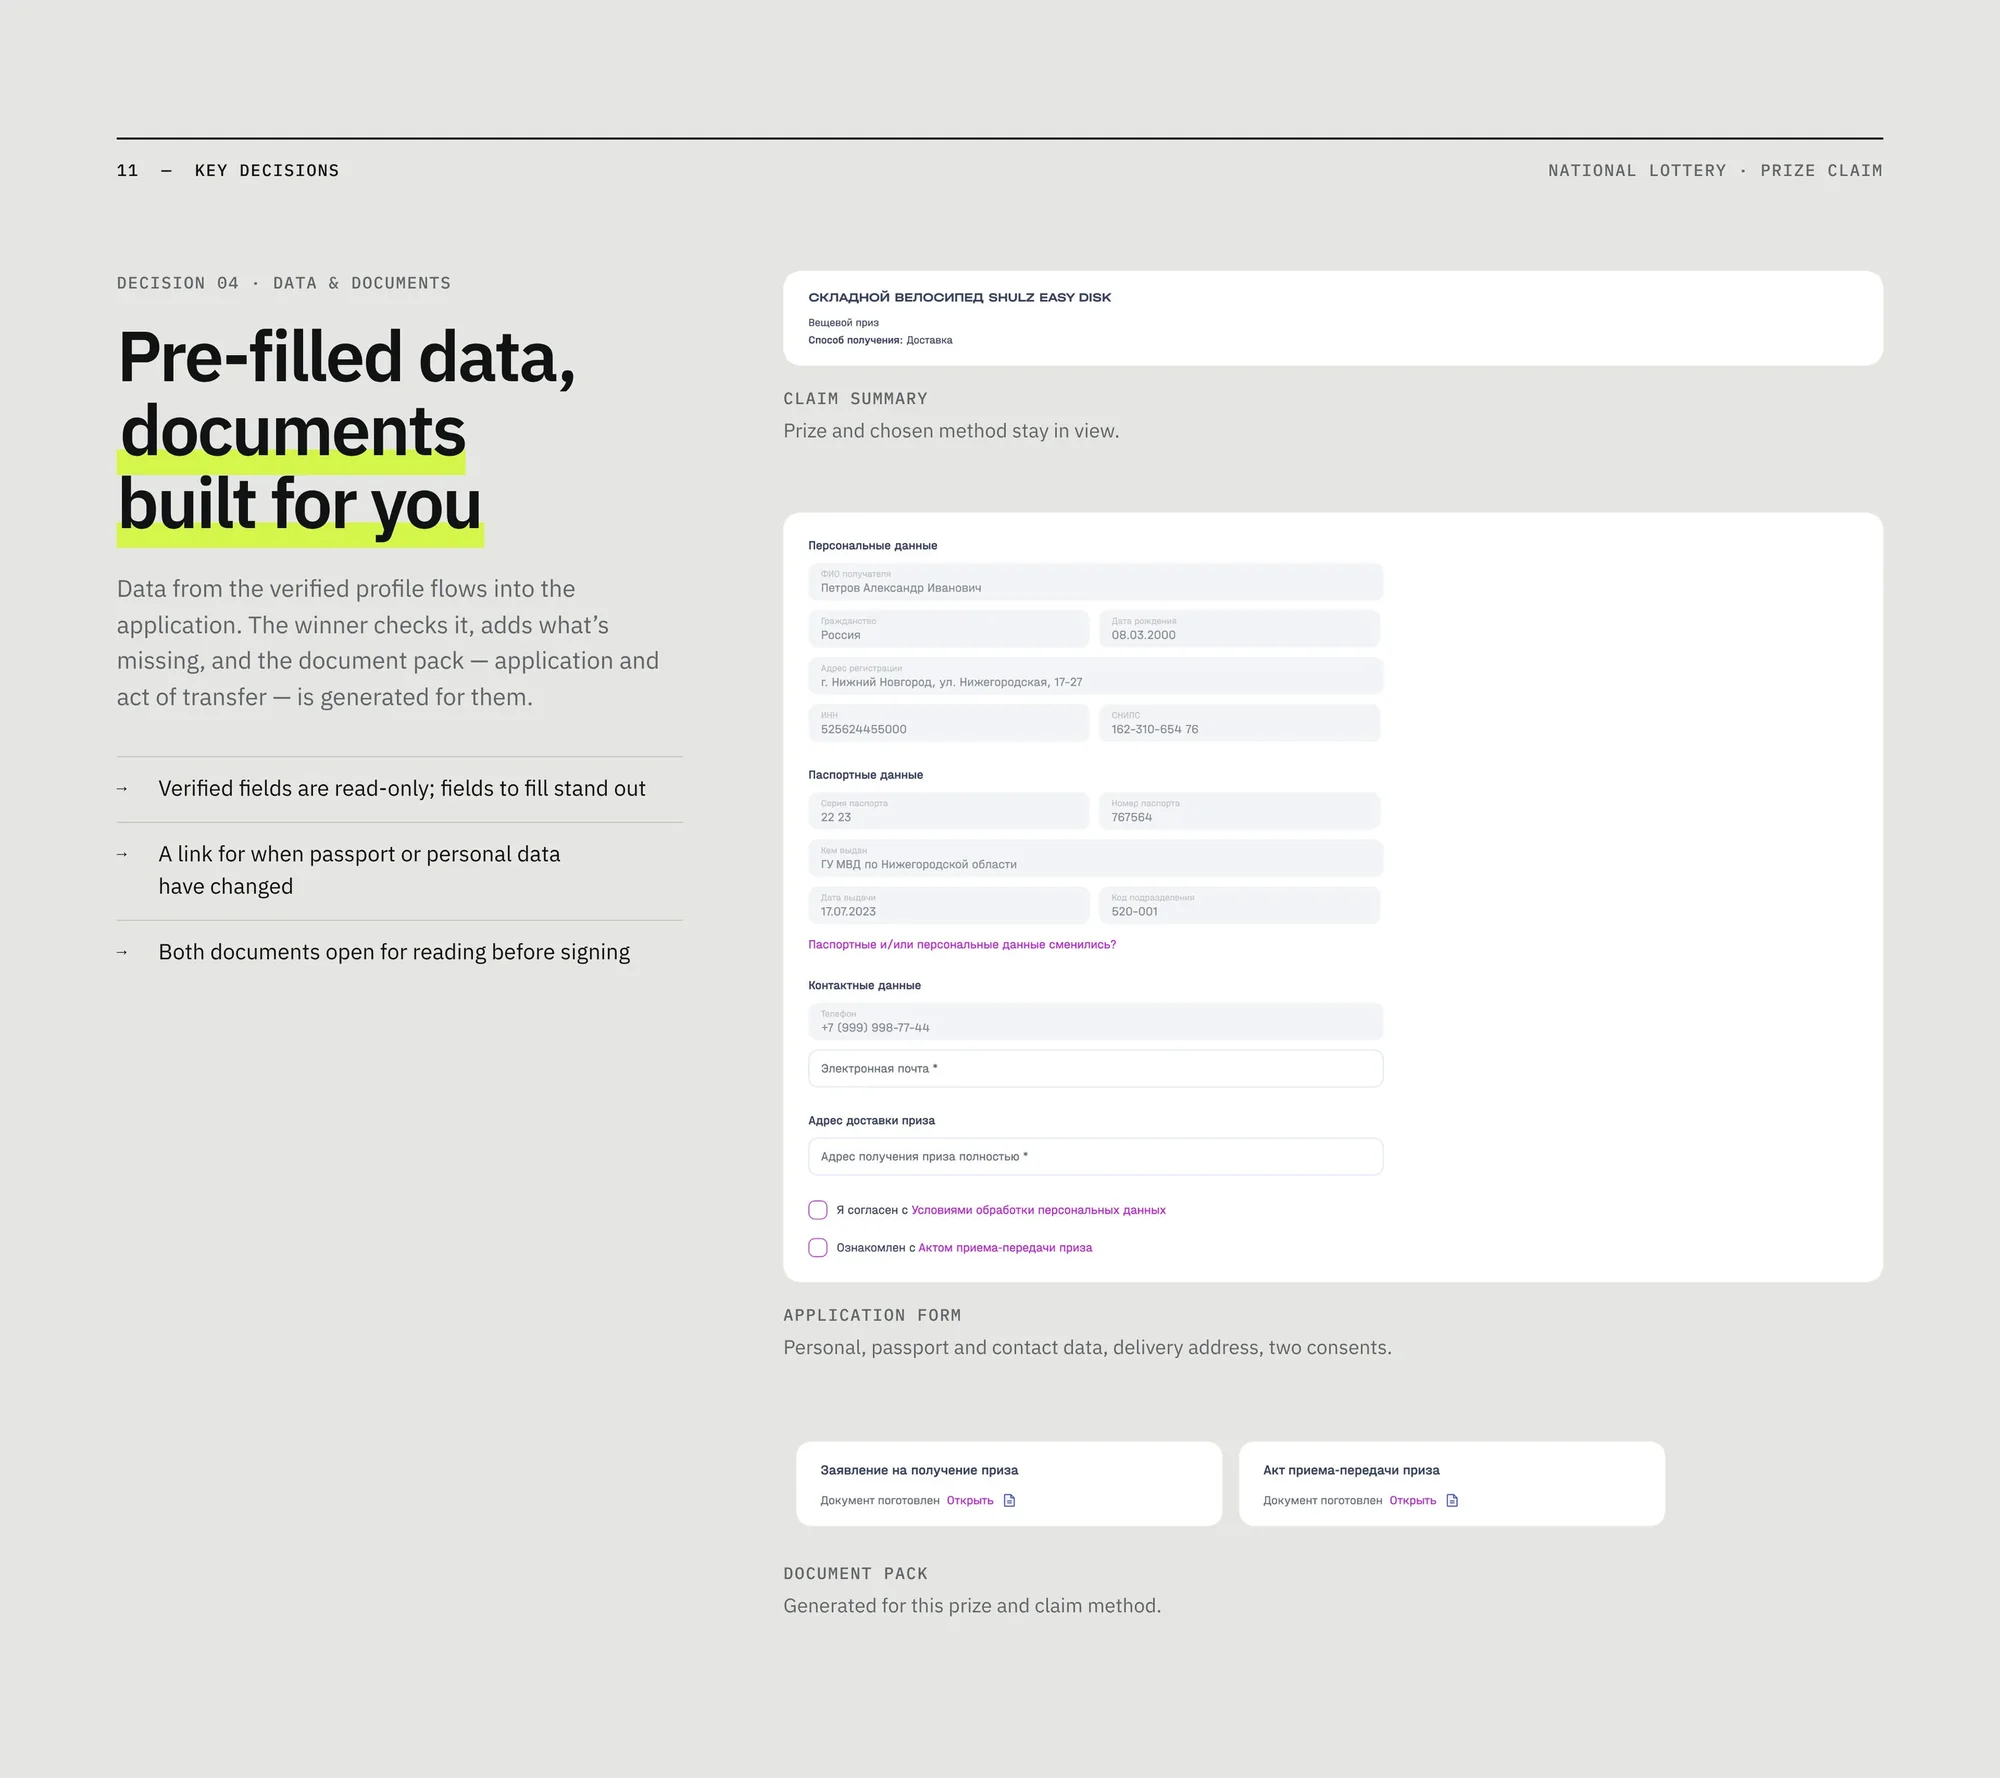 11 — KEY DECISIONS
NATIONAL LOTTERY · PRIZE CLAIM
DECISION 04 · DATA & DOCUMENTS
Pre-filled data,
documents
built for you
Data from the verified profile flows into the
application. The winner checks it, adds what’s
missing, and the document pack — application and
act of transfer — is generated for them.
→ Verified fields are read-only; fields to fill stand out
→ A link for when passport or personal data
have changed
→ Both documents open for reading before signing
СКЛАДНОЙ ВЕЛОСИПЕД SHULZ EASY DISK
Вещевой приз
Способ получения: Доставка
CLAIM SUMMARY
Prize and chosen method stay in view.
Персональные данные
ФИО получателя
Петров Александр Иванович
Гражданство
Россия
Дата рождения
08.03.2000
Адрес регистрации
г. Нижний Новгород, ул. Нижегородская, 17-27
ИНН
525624455000
СНИЛС
162-310-654 76
Паспортные данные
Серия паспорта
22 23
Номер паспорта
767564
Кем выдан
ГУ МВД по Нижегородской области
Дата выдачи
17.07.2023
Код подразделения
520-001
Паспортные и/или персональные данные сменились?
Контактные данные
Телефон
+7 (999) 998-77-44
Электронная почта *
Адрес доставки приза
Адрес получения приза полностью *
Я согласен с Условиями обработки персональных данных
Ознакомлен с Актом приема-передачи приза
APPLICATION FORM
Personal, passport and contact data, delivery address, two consents.
Заявление на получение приза
Документ поготовлен Открыть
Акт приема-передачи приза
Документ поготовлен Открыть
DOCUMENT PACK
Generated for this prize and claim method.